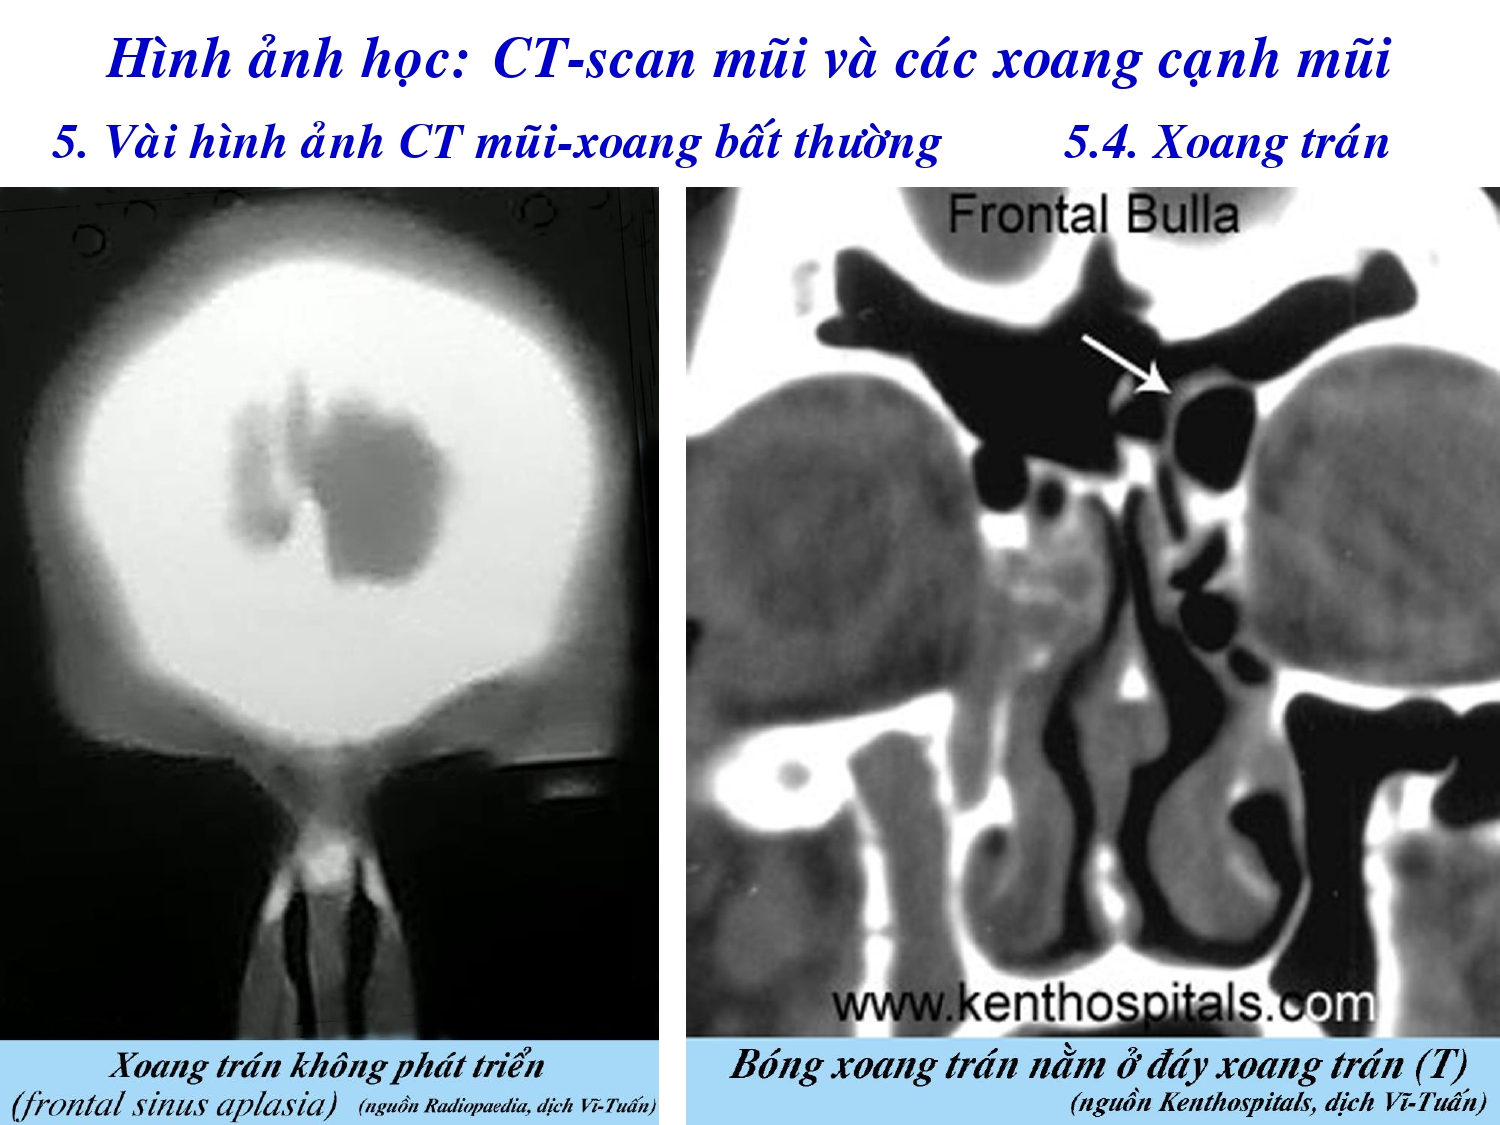 Hình ảnh học: CT-scan mũi và các xoang cạnh mũi
5. Vài hình ảnh CT mũi-xoang bất thường 5.4. Xoang trán
Frontal Bulla
www.kenthospitals.com
Xoang trán không phát triển
(frontal sinus aplasia) (nguồn Radiopaedia, dịch Vĩ-Tuấn)
Bóng xoang trán nằm ở đáy xoang trán (T)
(nguồn Kenthospitals, dịch Vĩ-Tuấn)